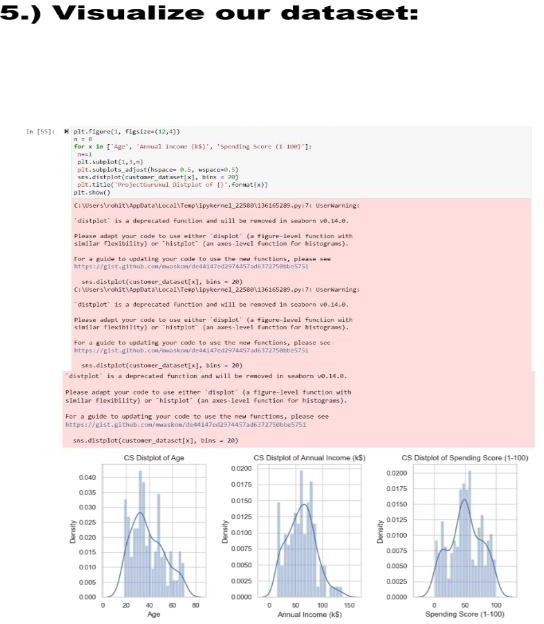 5.) Visualize our dataset:
In [55]:
plt.figure(1, figsize=(12,4))
n = 0
for x in ['Age', 'Annual Income (k$)', 'Spending Score (1-100)']:
n+=1
plt.subplot(1,3,n)
plt.subplots_adjust(hspace= 0.5, wspace=0.5)
sns.distplot(customer_dataset[x], bins = 20)
plt.title('ProjectGurukul Distplot of {}'.format(x))
plt.show()
C:\Users\rohit\AppData\Local\Temp\ipykernel_22580\136165289.py:7: UserWarning:
`distplot` is a deprecated function and will be removed in seaborn v0.14.0.
Please adapt your code to use either `displot` (a figure-level function with
similar flexibility) or `histplot` (an axes-level function for histograms).
For a guide to updating your code to use the new functions, please see
https://gist.github.com/mwaskom/de44147ed2974457ad6372750bbe5751
sns.distplot(customer_dataset[x], bins = 20)
C:\Users\rohit\AppData\Local\Temp\ipykernel_22580\136165289.py:7: UserWarning:
`distplot` is a deprecated function and will be removed in seaborn v0.14.0.
Please adapt your code to use either `displot` (a figure-level function with
similar flexibility) or `histplot` (an axes-level function for histograms).
For a guide to updating your code to use the new functions, please see
https://gist.github.com/mwaskom/de44147ed2974457ad6372750bbe5751
sns.distplot(customer_dataset[x], bins = 20)
`distplot` is a deprecated function and will be removed in seaborn v0.14.0.
Please adapt your code to use either `displot` (a figure-level function with
similar flexibility) or `histplot` (an axes-level function for histograms).
For a guide to updating your code to use the new functions, please see
https://gist.github.com/mwaskom/de44147ed2974457ad6372750bbe5751
sns.distplot(customer_dataset[x], bins = 20)
CS Distplot of Age
0.040
0.035
0.030
0.025
0.020
0.015
0.010
0.005
0.000
Density
0 20 40 60 80
Age
CS Distplot of Annual Income (k$)
0.0200
0.0175
0.0150
0.0125
0.0100
0.0075
0.0050
0.0025
0.0000
Density
0 50 100 150
Annual Income (k$)
CS Distplot of Spending Score (1-100)
0.0200
0.0175
0.0150
0.0125
0.0100
0.0075
0.0050
0.0025
0.0000
Density
0 50 100
Spending Score (1-100)